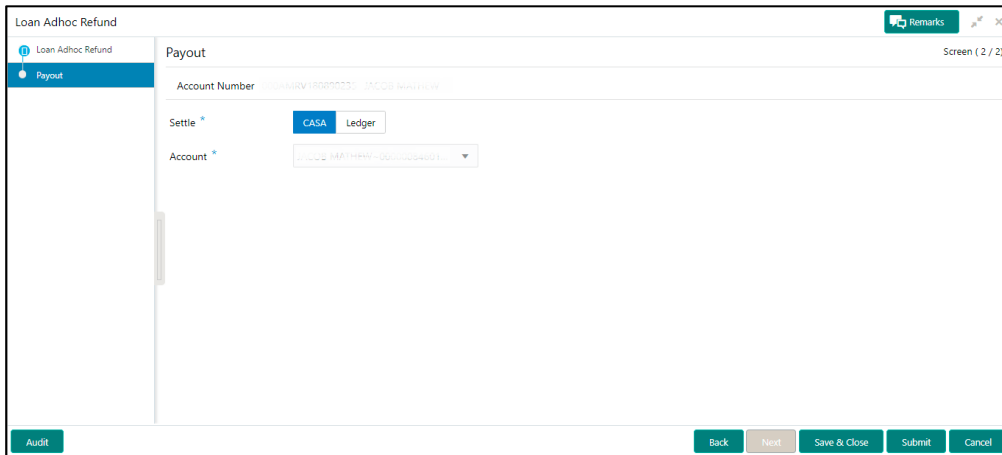 Loan Adhoc Refund
Remarks
Loan Adhoc Refund
Payout
Payout
Screen ( 2 / 2)
Account Number
Settle *
CASA Ledger
Account *
Audit
Back Next Save & Close Submit Cancel